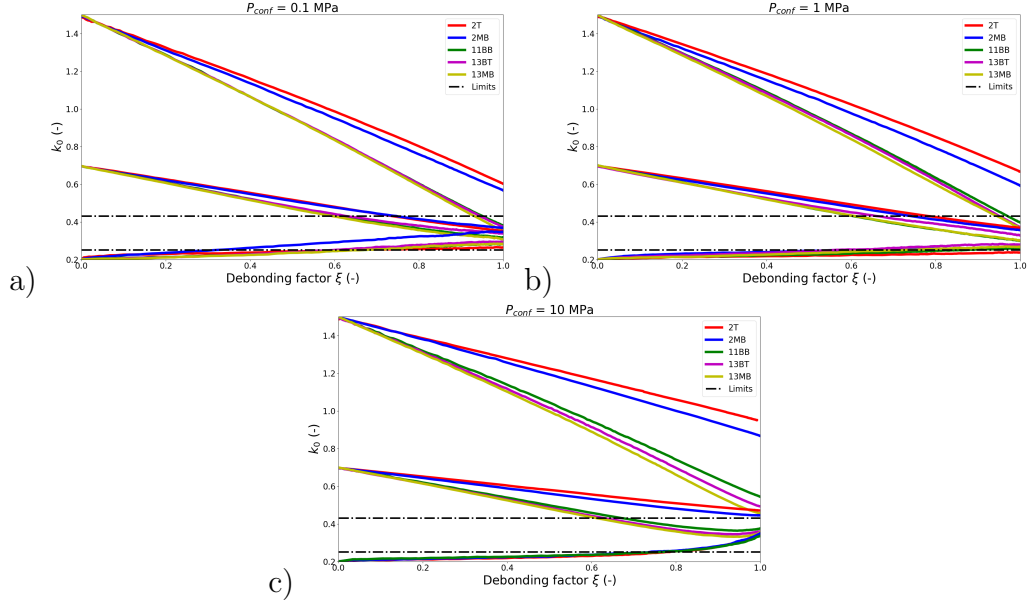 P_conf = 0.1 MPa
1.4
1.2
1.0
0.8
0.6
0.4
0.2
k_0 (-)
2T
2MB
11BB
13BT
13MB
Limits
0.0 0.2 0.4 0.6 0.8 1.0
Debonding factor ξ (-)
a)
P_conf = 1 MPa
1.4
1.2
1.0
0.8
0.6
0.4
0.2
k_0 (-)
2T
2MB
11BB
13BT
13MB
Limits
0.0 0.2 0.4 0.6 0.8 1.0
Debonding factor ξ (-)
b)
P_conf = 10 MPa
1.4
1.2
1.0
0.8
0.6
0.4
0.2
k_0 (-)
2T
2MB
11BB
13BT
13MB
Limits
0.0 0.2 0.4 0.6 0.8 1.0
Debonding factor ξ (-)
c)